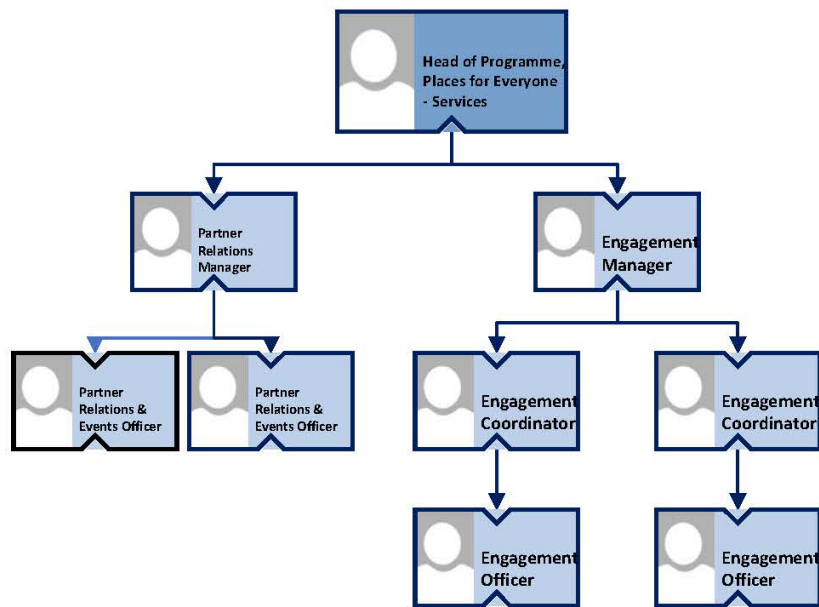 Head of Programme,
Places for Everyone
- Services
Partner
Relations
Manager
Engagement
Manager
Partner
Relations &
Events Officer
Partner
Relations &
Events Officer
Engagement
Coordinator
Engagement
Coordinator
Engagement
Officer
Engagement
Officer